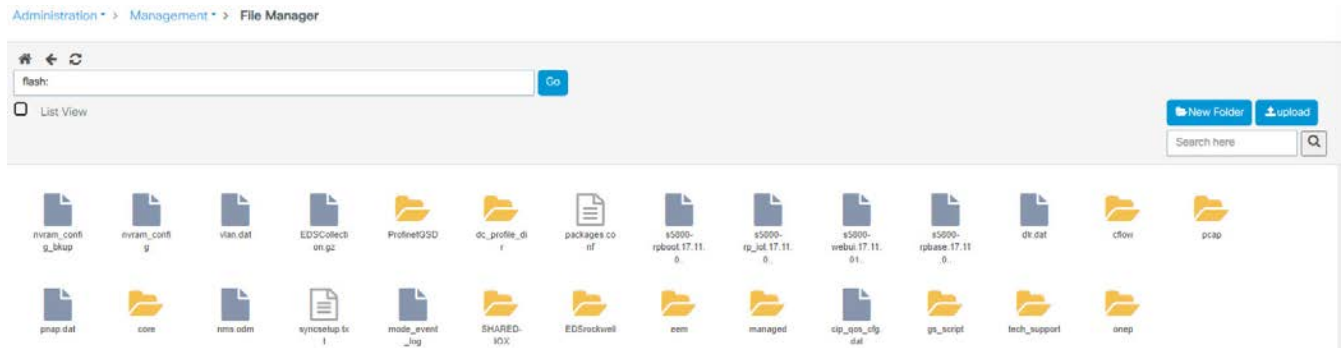 Administration > Management > File Manager
flash:
Go
List View
New Folder
upload
Search here
nvram_confi
g_bkup
nvram_confi
g
vlan.dat
EDSCollecti
on.gz
ProfinetGSD
dc_profile_di
r
packages.co
nf
s5800-
rpboot.17.11.
0..
s5800-
rp_iot.17.11.
0..
s5800-
webui.17.11.
01..
s5800-
rpbase.17.11
.0..
dlr.dat
cflow
pcap
pnap.dat
core
nms.odm
syncsetup.tx
t
mode_event
_log
SHARED-
IOX
EDSrockwell
eem
managed
cip_qos_cfg.
dat
gs_script
tech_support
onep